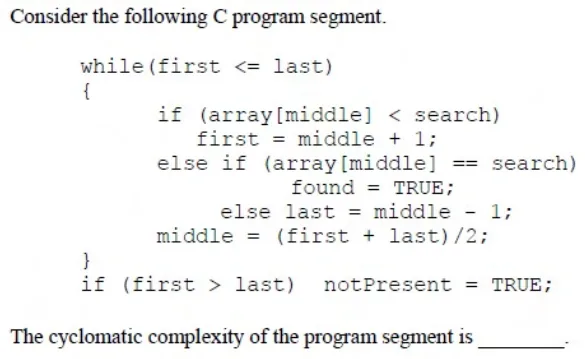 Consider the following C program segment.
while(first <= last)
{
if (array[middle] < search)
first = middle + 1;
else if (array[middle] == search)
found = TRUE;
else last = middle - 1;
middle = (first + last)/2;
}
if (first > last) notPresent = TRUE;
The cyclomatic complexity of the program segment is ________.